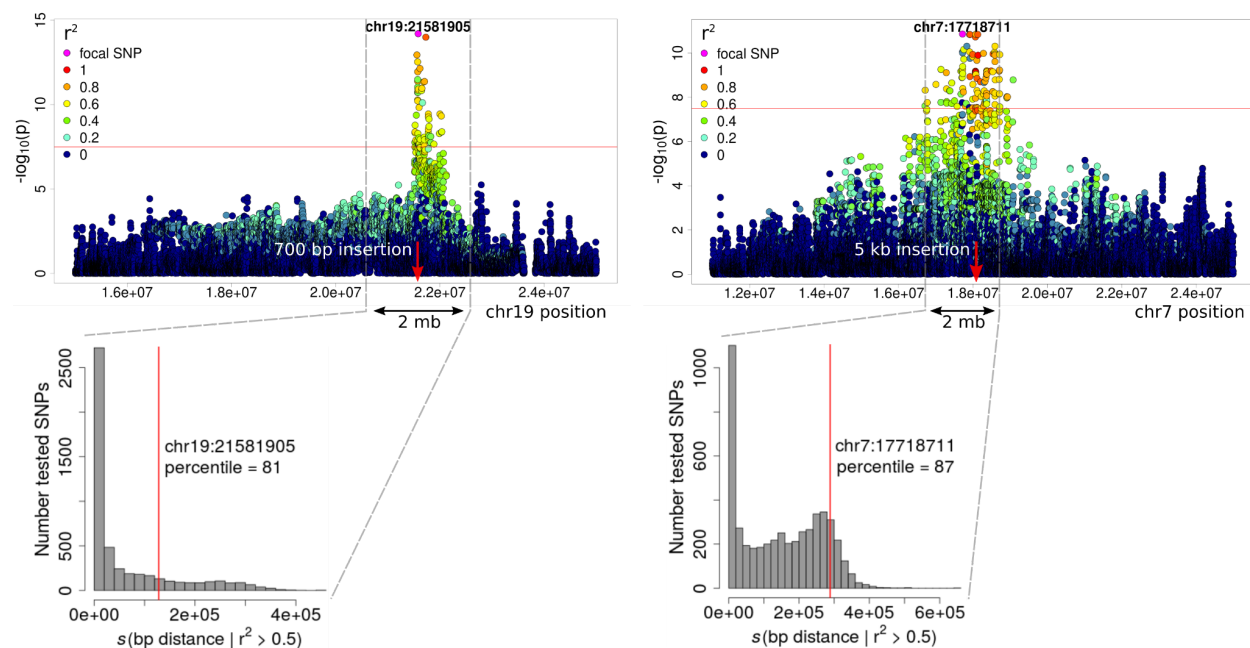 chr19:21581905
r²
focal SNP
1
0.8
0.6
0.4
0.2
0
15
10
5
0
-log₁₀(p)
700 bp insertion
1.6e+07 1.8e+07 2.0e+07 2.2e+07 2.4e+07
2 mb
chr19 position
chr7:17718711
r²
focal SNP
1
0.8
0.6
0.4
0.2
0
10
8
6
4
2
0
-log₁₀(p)
5 kb insertion
1.2e+07 1.4e+07 1.6e+07 1.8e+07 2.0e+07 2.2e+07 2.4e+07
2 mb
chr7 position
Number tested SNPs
2500
1500
500
0
chr19:21581905
percentile = 81
0e+00 2e+05 4e+05
s(bp distance | r² > 0.5)
Number tested SNPs
1000
600
200
0
chr7:17718711
percentile = 87
0e+00 2e+05 4e+05 6e+05
s(bp distance | r² > 0.5)